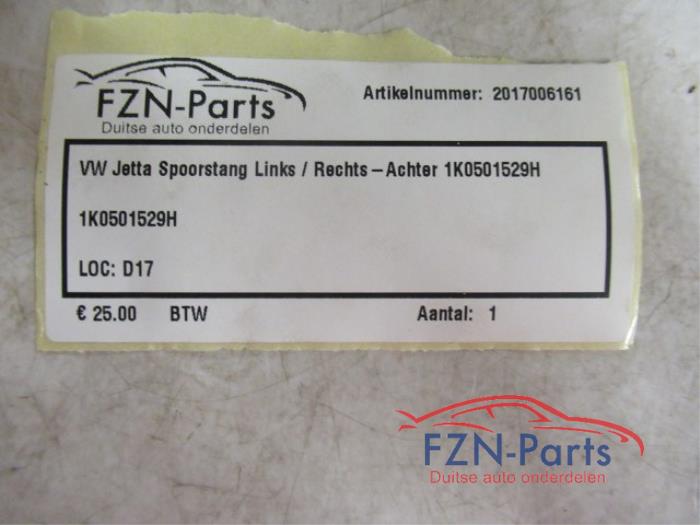 FZN-Parts
Duitse auto onderdelen
Artikelnummer: 2017006161
VW Jetta Spoorstang Links / Rechts - Achter 1K0501529H
1K0501529H
LOC: D17
€ 25.00 BTW Aantal: 1
FZN-Parts
Duitse auto onderdelen